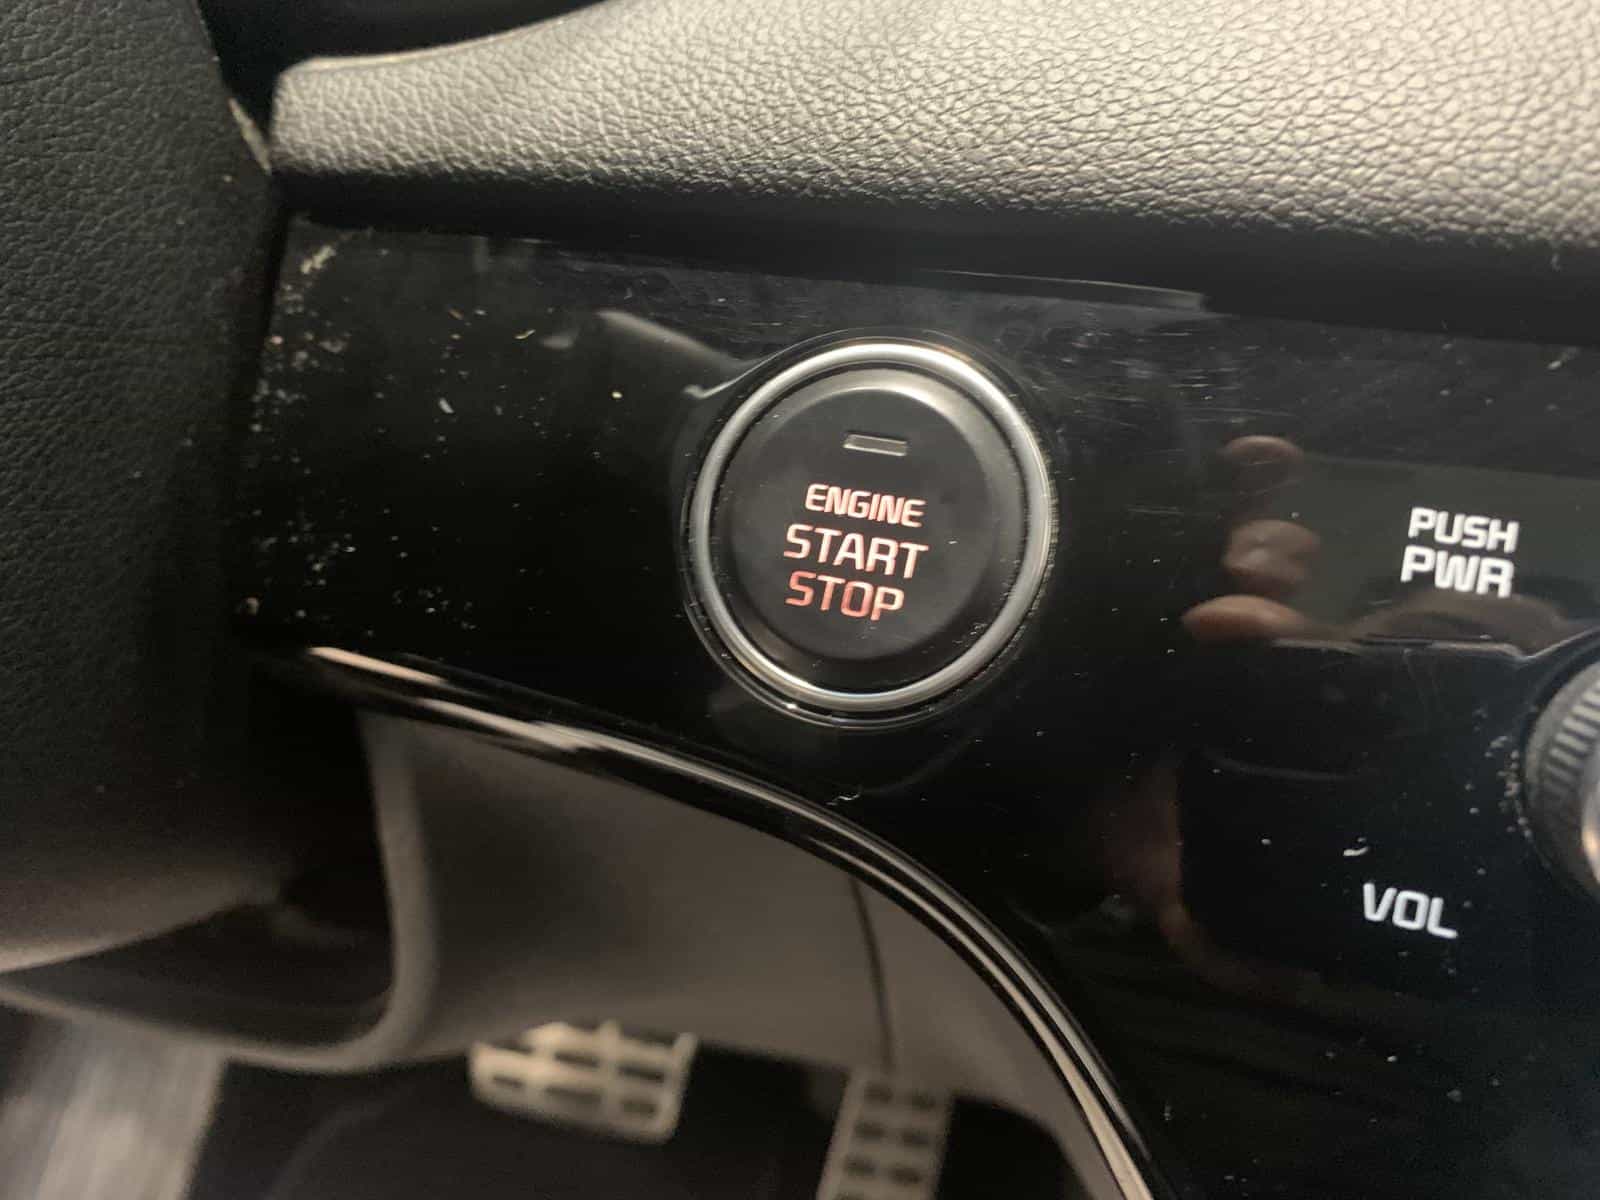 ENGINE
START
STOP
PUSH
PWR
VOL